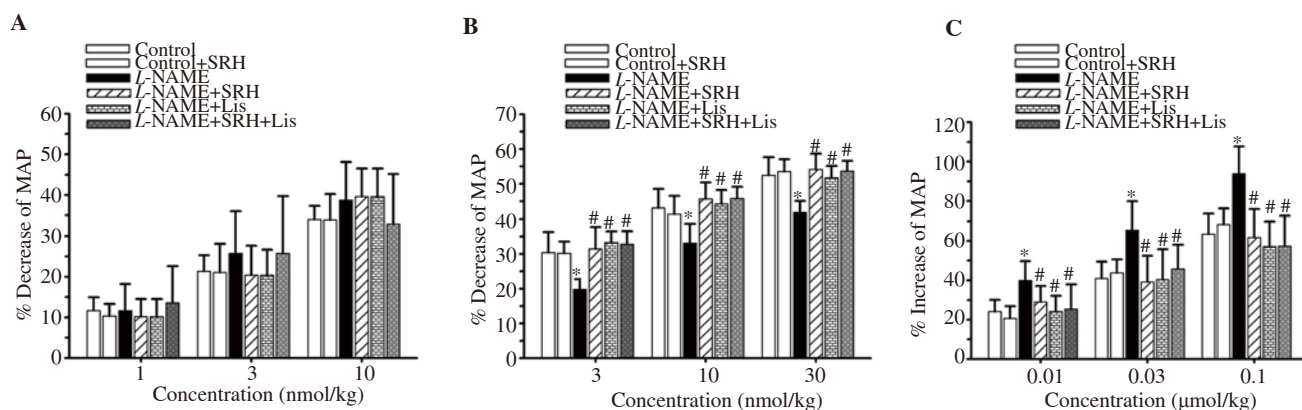 A
Control
Control+SRH
L-NAME
L-NAME+SRH
L-NAME+Lis
L-NAME+SRH+Lis
% Decrease of MAP
60
50
40
30
20
10
0
1 3 10
Concentration (nmol/kg)
B
Control
Control+SRH
L-NAME
L-NAME+SRH
L-NAME+Lis
L-NAME+SRH+Lis
% Decrease of MAP
70
60
50
40
30
20
10
0
* # # #
* # # #
* # # #
3 10 30
Concentration (nmol/kg)
C
Control
Control+SRH
L-NAME
L-NAME+SRH
L-NAME+Lis
L-NAME+SRH+Lis
% Increase of MAP
120
100
80
60
40
20
0
* # # #
* # # #
* # # #
0.01 0.03 0.1
Concentration (μmol/kg)